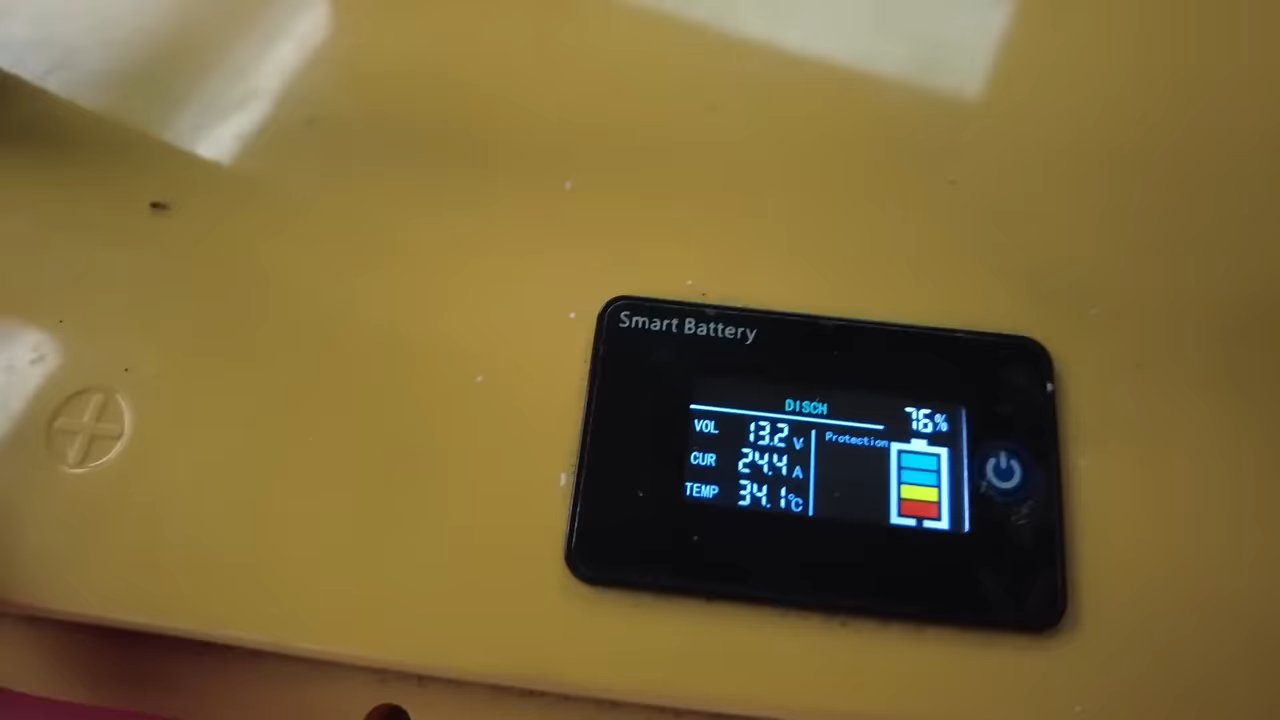 Smart Battery
DISCH
76%
VOL 13.2 V
Protection
CUR 24.4 A
TEMP 34.1 °C